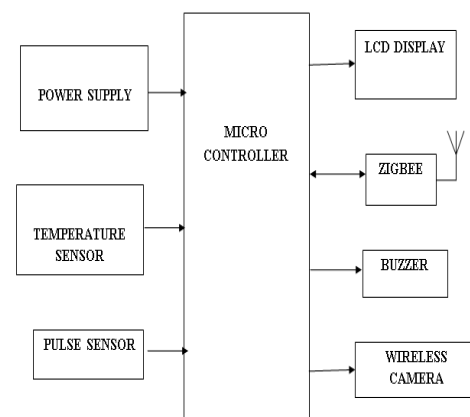 POWER SUPPLY
TEMPERATURE
SENSOR
PULSE SENSOR
MICRO
CONTROLLER
LCD DISPLAY
ZIGBEE
BUZZER
WIRELESS
CAMERA